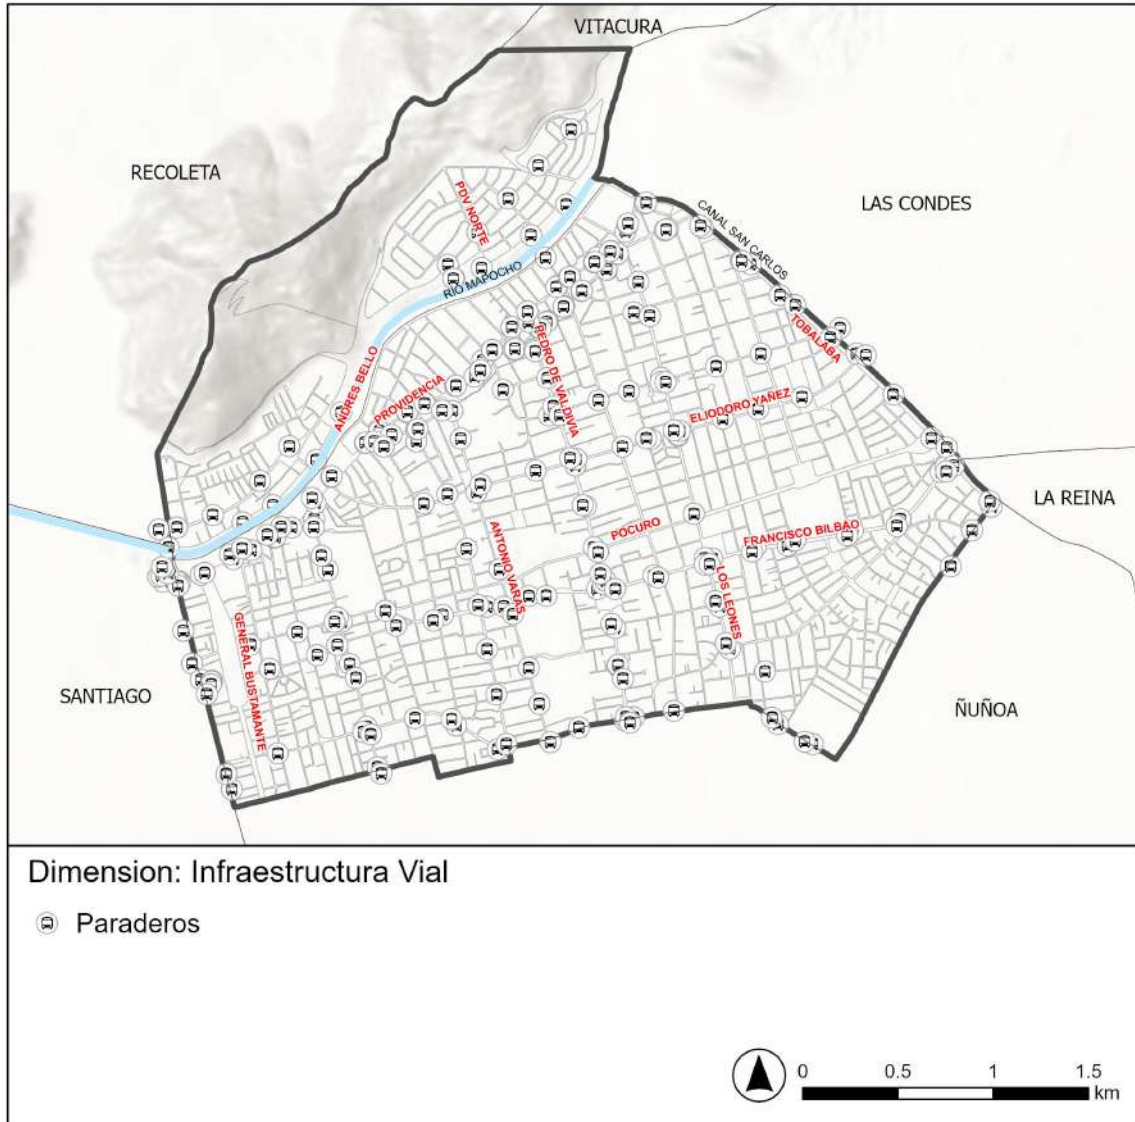 VITACURA
RECOLETA
LAS CONDES
PDV NORTE
CANAL SAN CARLOS
RÍO MAPOCHO
TOBALABA
ANDRES BELLO
PROVIDENCIA
PEDRO DE VALDIVIA
ELIODORO YAÑEZ
LA REINA
POCURO
FRANCISCO BILBAO
ANTONIO VARAS
LOS LEONES
GENERAL BUSTAMANTE
SANTIAGO
ÑUÑOA
Dimension: Infraestructura Vial
Paraderos
0 0.5 1 1.5
km